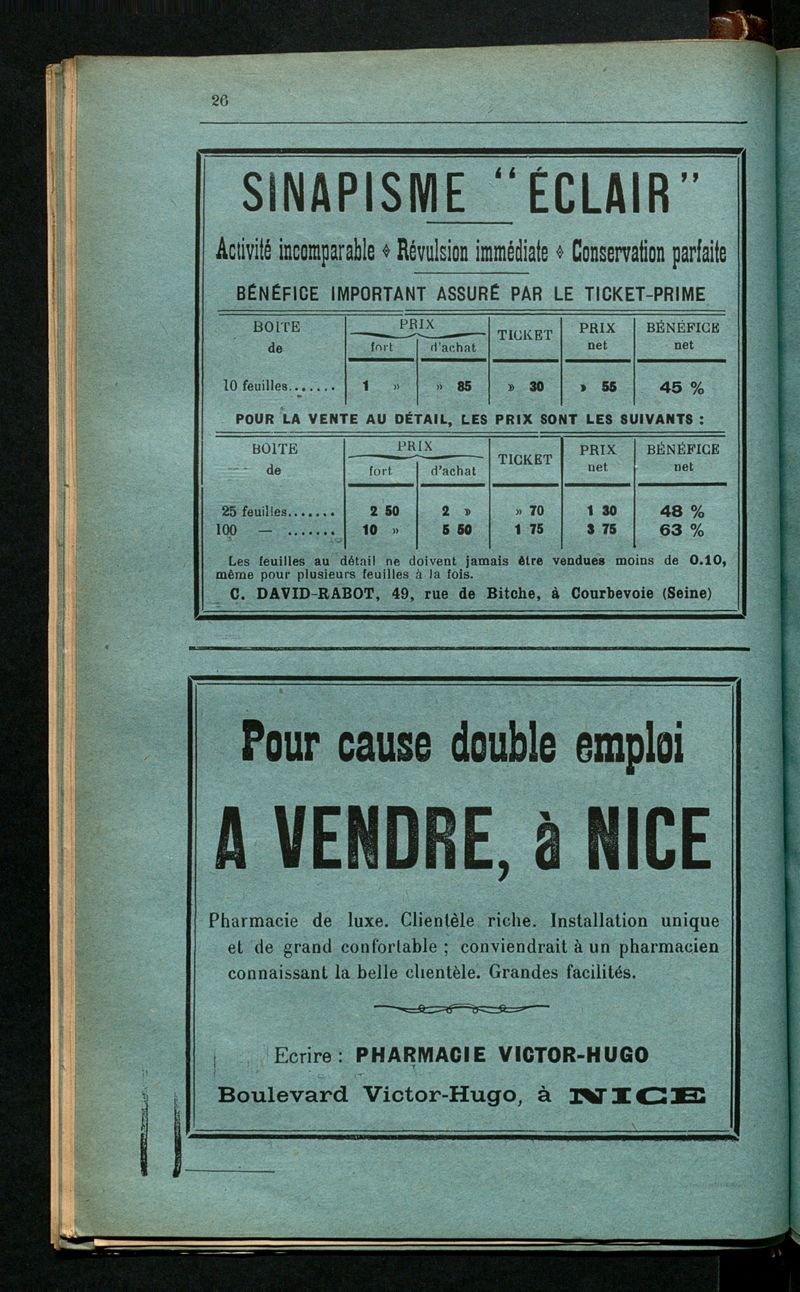 26
SINAPISME “ÉCLAIR”
Activité incomparable ❖ Révulsion immédiate ❖ Conservation parfaite
BÉNÉFICE IMPORTANT ASSURÉ PAR LE TICKET-PRIME
BOITE de PRIX fort d'achat TICKET PRIX net BÉNÉFICE net
10 feuilles....... 1 » » 85 » 30 » 55 45 %
POUR LA VENTE AU DÉTAIL, LES PRIX SONT LES SUIVANTS :
BOITE de PRIX fort d'achat TICKET PRIX net BÉNÉFICE net
25 feuilles....... 2 50 2 » » 70 1 30 48 %
100 — ....... 10 » 5 50 1 75 3 75 63 %
Les feuilles au détail ne doivent jamais être vendues moins de 0.10,
même pour plusieurs feuilles à la fois.
C. DAVID-RABOT, 49, rue de Bitche, à Courbevoie (Seine)
Pour cause double emploi
A VENDRE, à NICE
Pharmacie de luxe. Clientèle riche. Installation unique
et de grand confortable ; conviendrait à un pharmacien
connaissant la belle clientèle. Grandes facilités.
Ecrire : PHARMACIE VICTOR-HUGO
Boulevard Victor-Hugo, à NICE